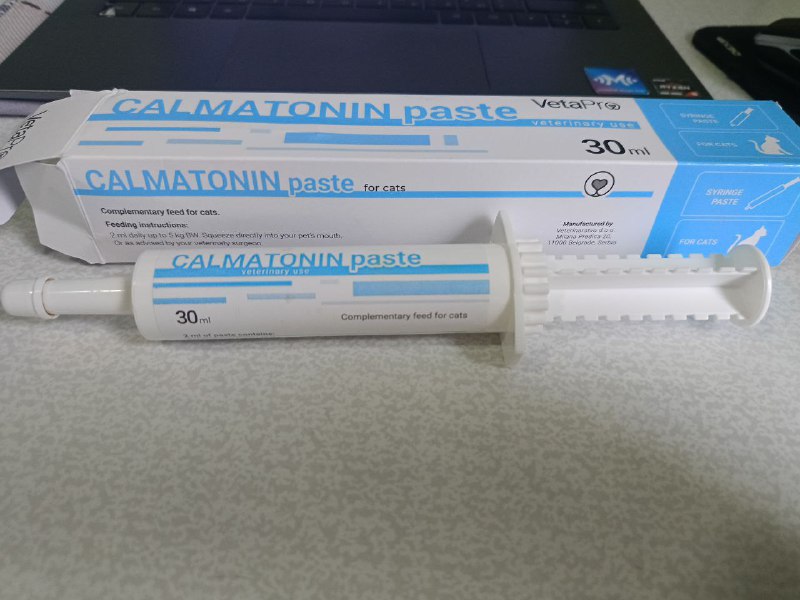 CALMATONIN paste
VetaPro
veterinary use
30 ml
SYRINGE
PASTE
FOR CATS
VetaPro
CALMATONIN paste for cats
Complementary feed for cats.
Feeding instructions:
2 ml daily up to 5 kg BW. Squeeze directly into your pet's mouth.
Or as advised by your veterinary surgeon
Manufactured by
11000 Belgrade, Serbia
SYRINGE
PASTE
FOR CATS
CALMATONIN paste
veterinary use
30 ml
Complementary feed for cats
2 ml of paste contains:
RYZEN